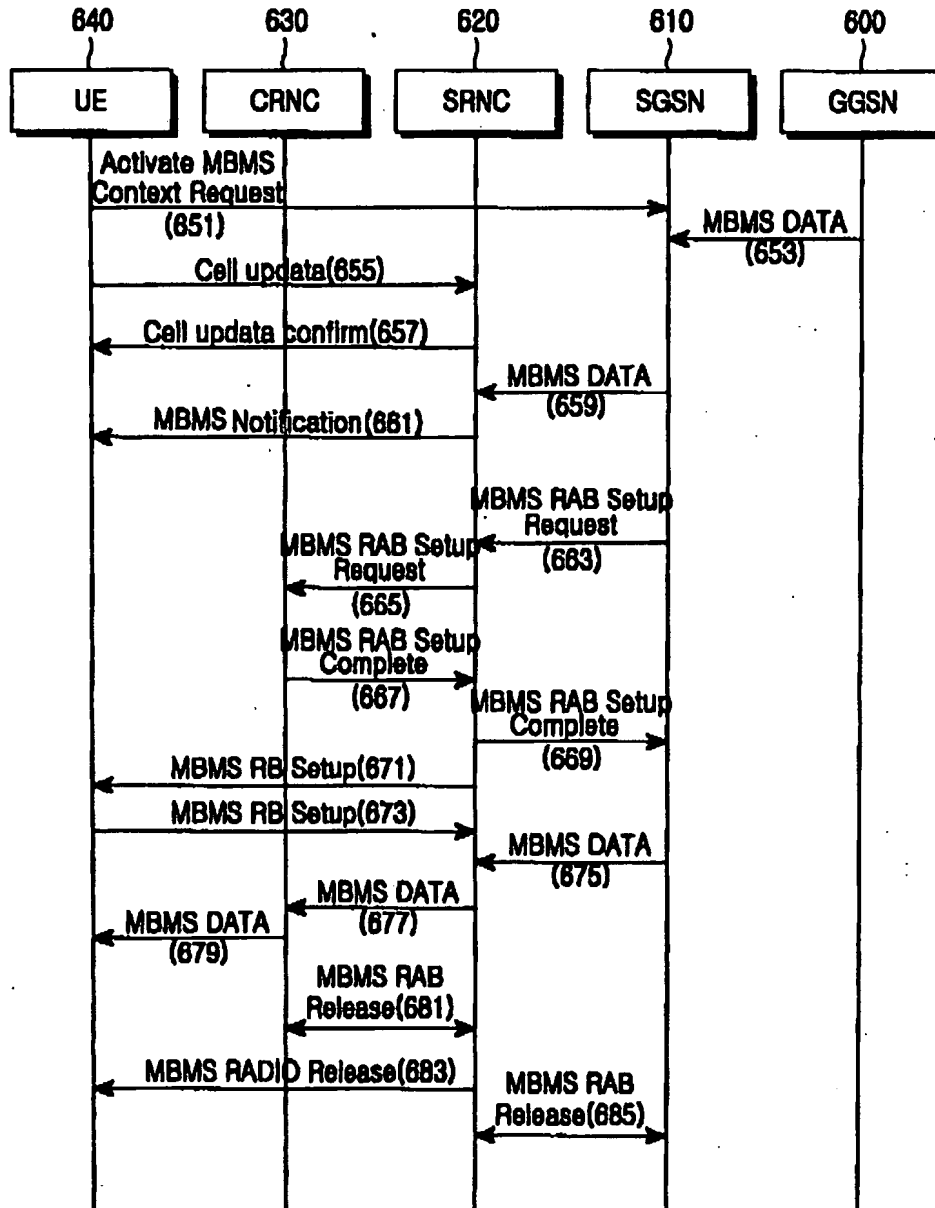 640 630 620 610 600
UE CRNC SRNC SGSN GGSN
Activate MBMS
Context Request
(651)
MBMS DATA
(653)
Cell updata(655)
Cell updata confirm(657)
MBMS DATA
(659)
MBMS Notification(661)
MBMS RAB Setup
Request
(663)
MBMS RAB Setup
Request
(665)
MBMS RAB Setup
Complete
(667)
MBMS RAB Setup
Complete
(669)
MBMS RB Setup(671)
MBMS RB Setup(673)
MBMS DATA
(675)
MBMS DATA
(677)
MBMS DATA
(679)
MBMS RAB
Release(681)
MBMS RADIO Release(683)
MBMS RAB
Release(685)